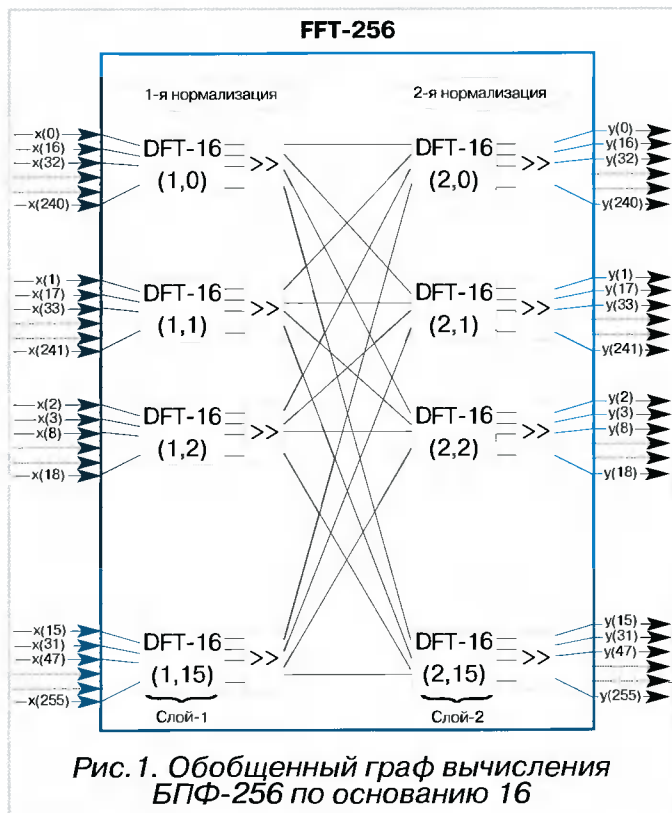 FFT-256
1-я нормализация 2-я нормализация
x(0) y(0)
x(16) DFT-16 DFT-16 y(16)
x(32) >> >> y(32)
(1,0) (2,0)
x(240) y(240)
x(1) y(1)
x(17) DFT-16 DFT-16 y(17)
x(33) >> >> y(33)
(1,1) (2,1)
x(241) y(241)
x(2) y(2)
x(3) DFT-16 DFT-16 y(3)
x(8) >> >> y(8)
(1,2) (2,2)
x(18) y(18)
x(15) y(15)
x(31) DFT-16 DFT-16 y(31)
x(47) >> >> y(47)
(1,15) (2,15)
x(255) y(255)
Слой-1 Слой-2
Рис.1. Обобщенный граф вычисления
БПФ-256 по основанию 16